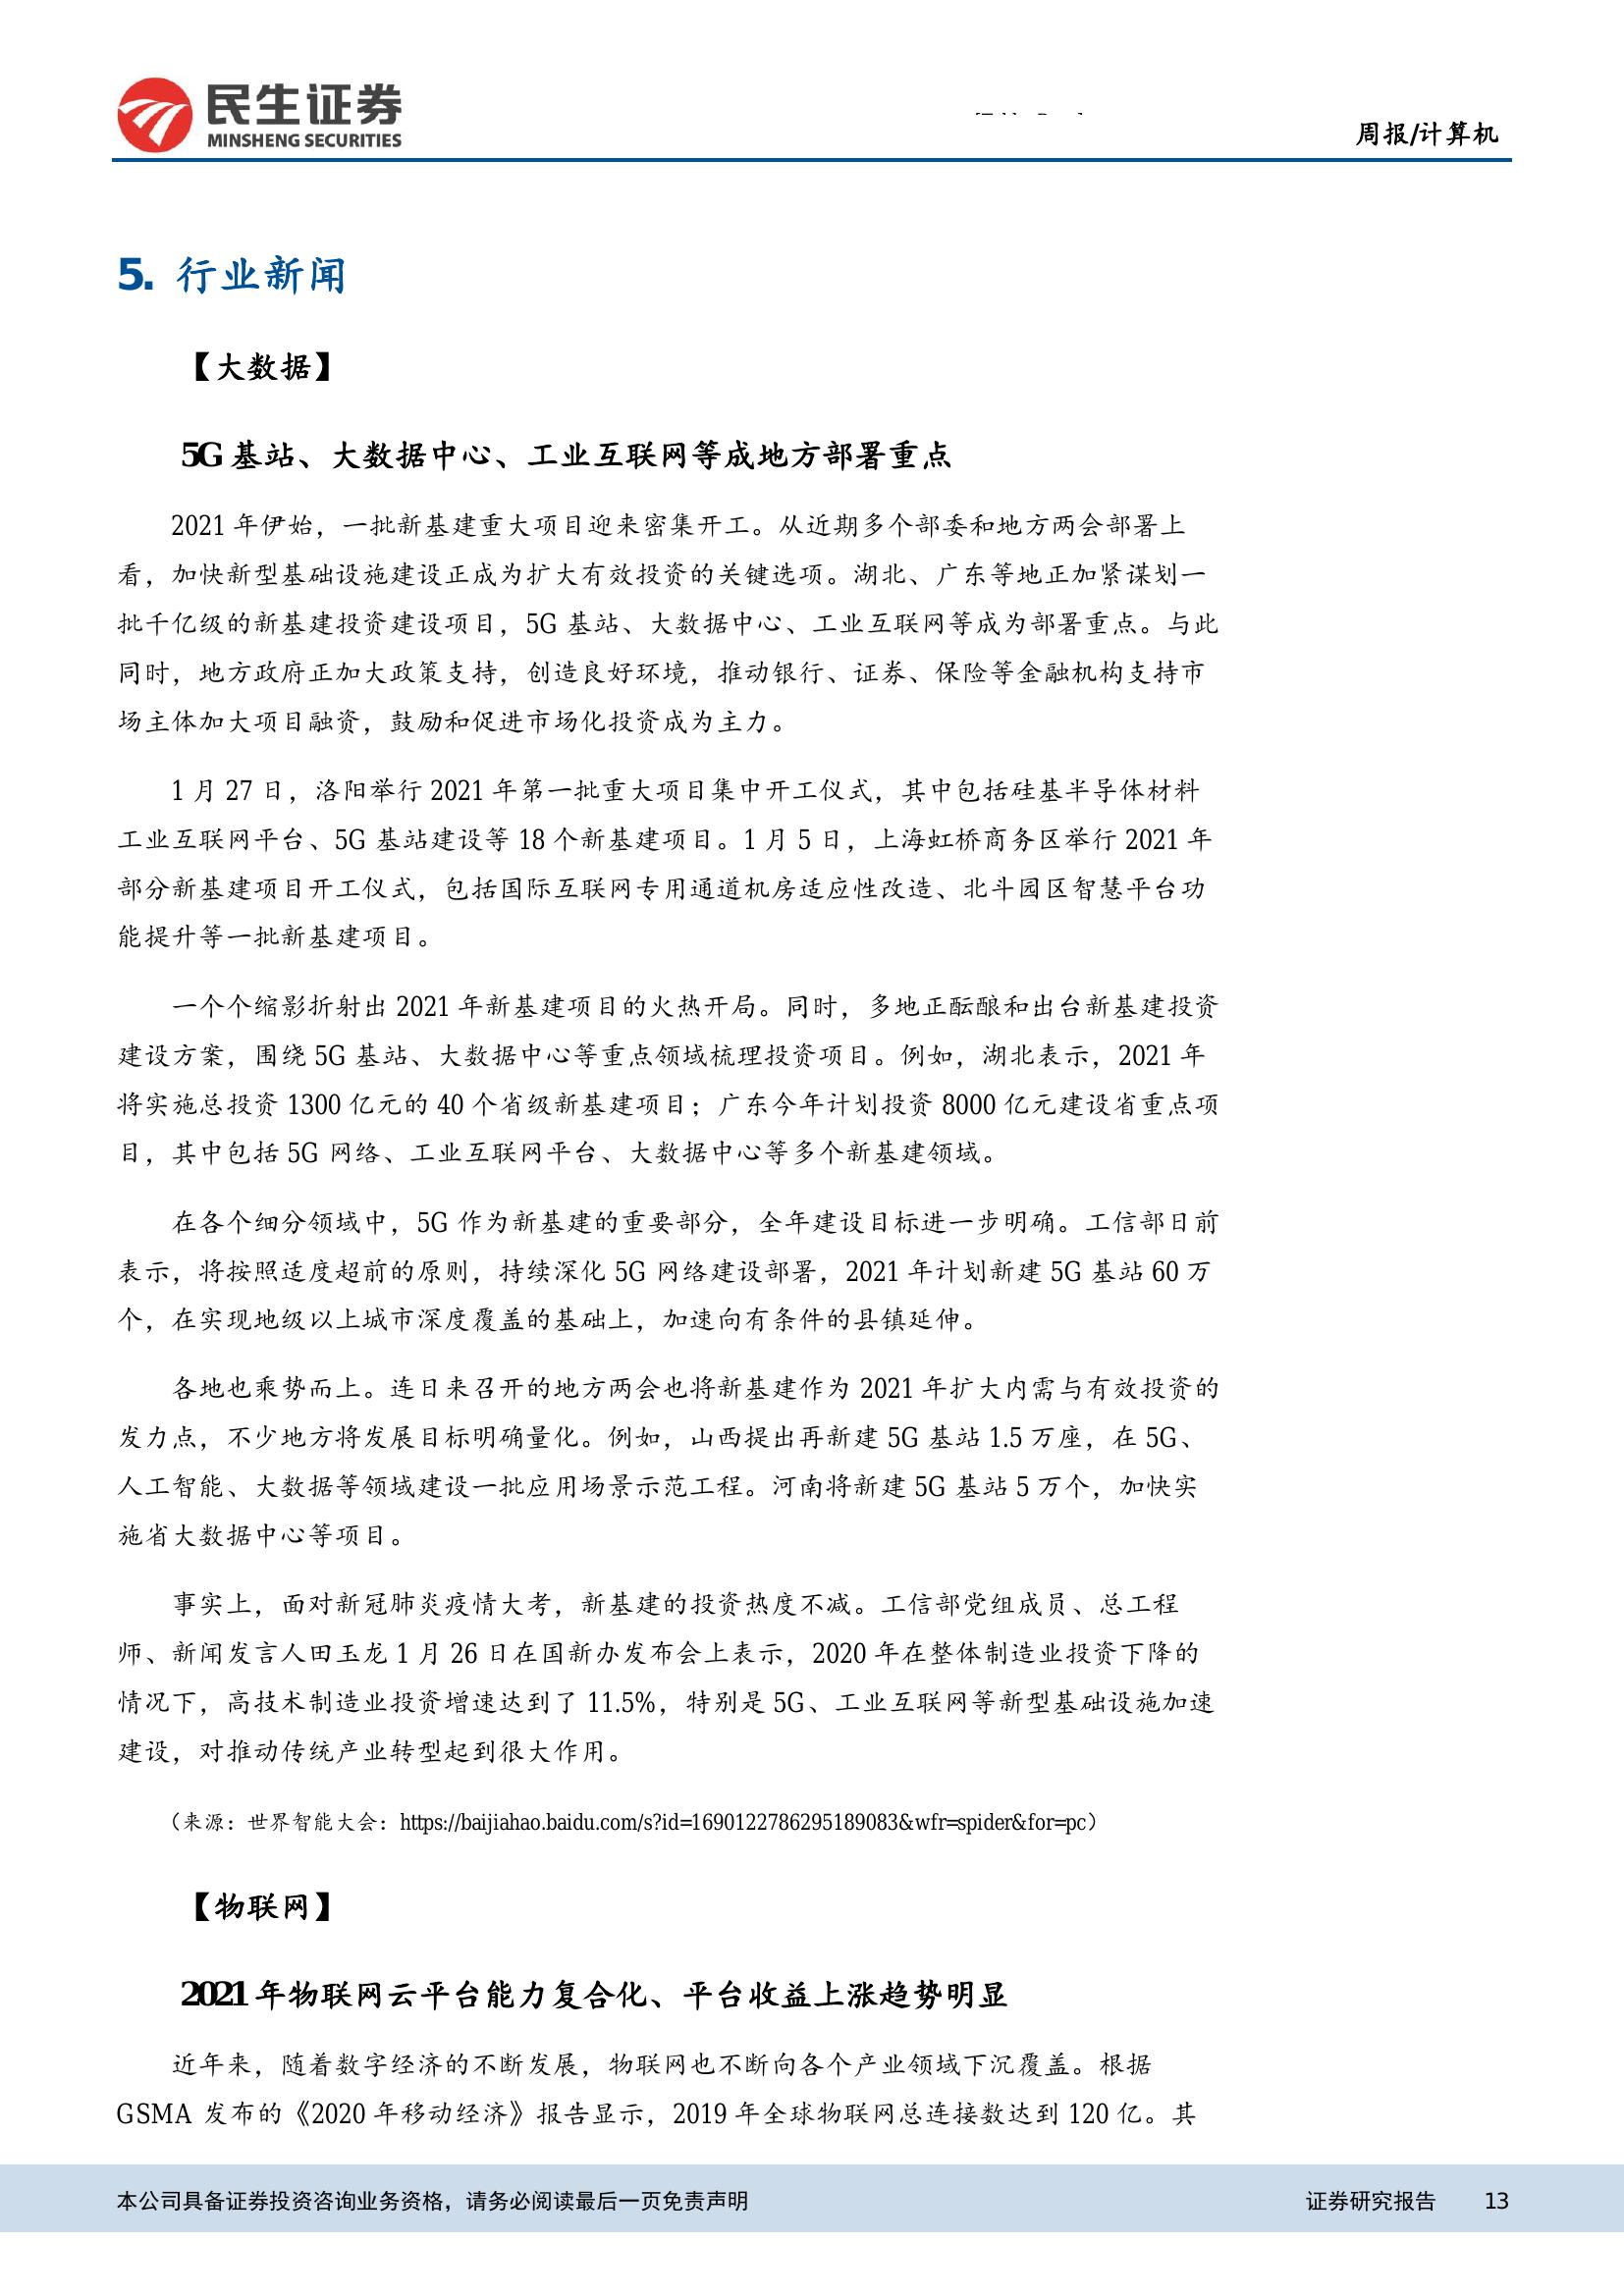 民生证券
MINSHENG SECURITIES
周报/计算机
5. 行业新闻
【大数据】
5G 基站、大数据中心、工业互联网等成地方部署重点
2021 年伊始，一批新基建重大项目迎来密集开工。从近期多个部委和地方两会部署上
看，加快新型基础设施建设正成为扩大有效投资的关键选项。湖北、广东等地正加紧谋划一
批千亿级的新基建投资建设项目，5G 基站、大数据中心、工业互联网等成为部署重点。与此
同时，地方政府正加大政策支持，创造良好环境，推动银行、证券、保险等金融机构支持市
场主体加大项目融资，鼓励和促进市场化投资成为主力。
1 月 27 日，洛阳举行 2021 年第一批重大项目集中开工仪式，其中包括硅基半导体材料
工业互联网平台、5G 基站建设等 18 个新基建项目。1 月 5 日，上海虹桥商务区举行 2021 年
部分新基建项目开工仪式，包括国际互联网专用通道机房适应性改造、北斗园区智慧平台功
能提升等一批新基建项目。
一个个缩影折射出 2021 年新基建项目的火热开局。同时，多地正酝酿和出台新基建投资
建设方案，围绕 5G 基站、大数据中心等重点领域梳理投资项目。例如，湖北表示，2021 年
将实施总投资 1300 亿元的 40 个省级新基建项目；广东今年计划投资 8000 亿元建设省重点项
目，其中包括 5G 网络、工业互联网平台、大数据中心等多个新基建领域。
在各个细分领域中，5G 作为新基建的重要部分，全年建设目标进一步明确。工信部日前
表示，将按照适度超前的原则，持续深化 5G 网络建设部署，2021 年计划新建 5G 基站 60 万
个，在实现地级以上城市深度覆盖的基础上，加速向有条件的县镇延伸。
各地也乘势而上。连日来召开的地方两会也将新基建作为 2021 年扩大内需与有效投资的
发力点，不少地方将发展目标明确量化。例如，山西提出再新建 5G 基站 1.5 万座，在 5G、
人工智能、大数据等领域建设一批应用场景示范工程。河南将新建 5G 基站 5 万个，加快实
施省大数据中心等项目。
事实上，面对新冠肺炎疫情大考，新基建的投资热度不减。工信部党组成员、总工程
师、新闻发言人田玉龙 1 月 26 日在国新办发布会上表示，2020 年在整体制造业投资下降的
情况下，高技术制造业投资增速达到了 11.5%，特别是 5G、工业互联网等新型基础设施加速
建设，对推动传统产业转型起到很大作用。
（来源：世界智能大会：https://baijiahao.baidu.com/s?id=1690122786295189083&wfr=spider&for=pc）
【物联网】
2021 年物联网云平台能力复合化、平台收益上涨趋势明显
近年来，随着数字经济的不断发展，物联网也不断向各个产业领域下沉覆盖。根据
GSMA 发布的《2020 年移动经济》报告显示，2019 年全球物联网总连接数达到 120 亿。其
本公司具备证券投资咨询业务资格，请务必阅读最后一页免责声明
证券研究报告 13